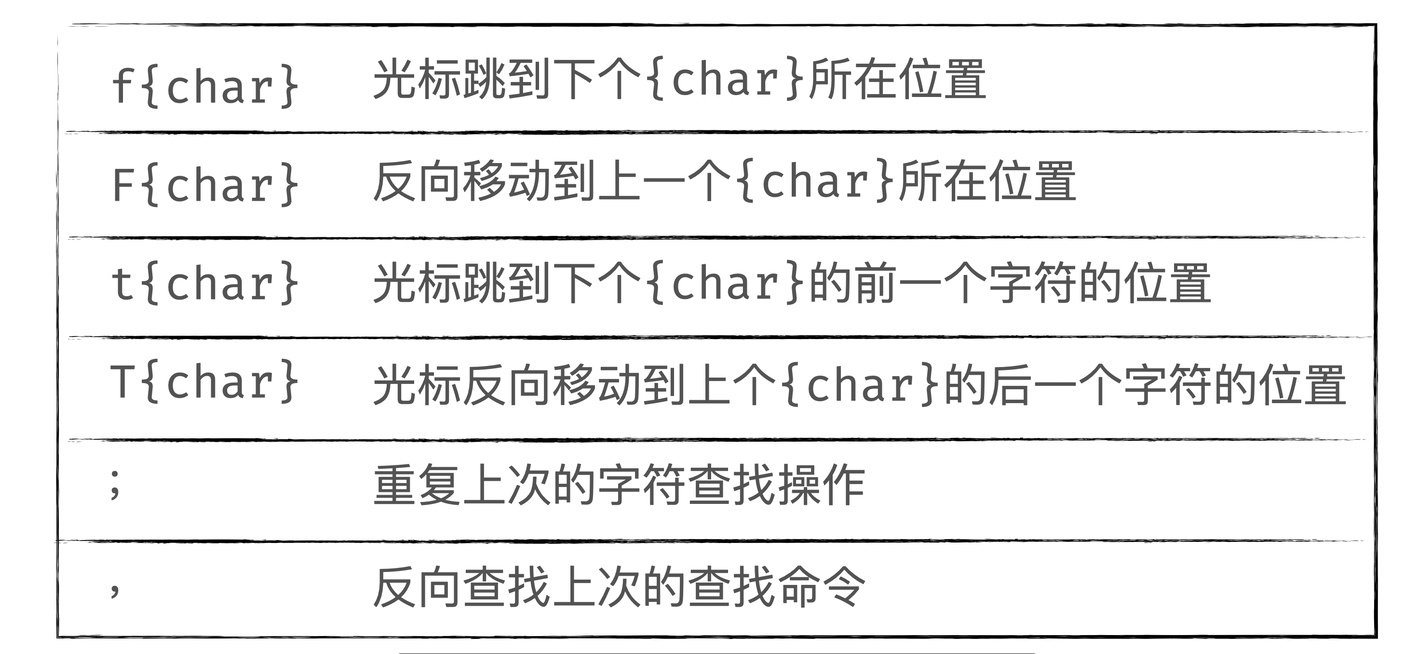 f{char} 光标跳到下个{char}所在位置
F{char} 反向移动到上一个{char}所在位置
t{char} 光标跳到下个{char}的前一个字符的位置
T{char} 光标反向移动到上个{char}的后一个字符的位置
; 重复上次的字符查找操作
, 反向查找上次的查找命令